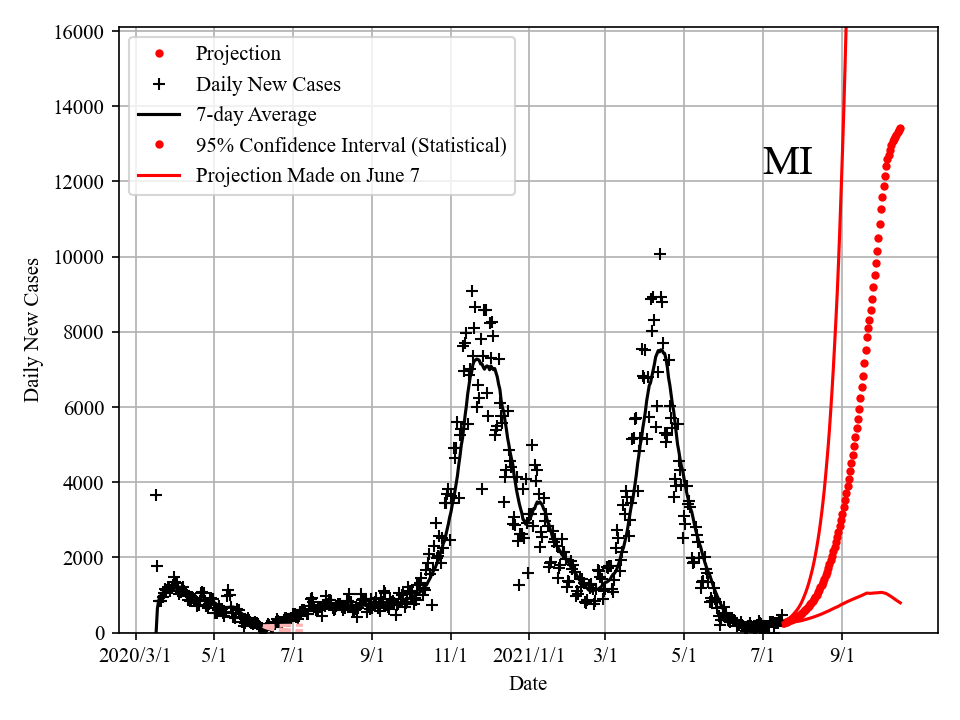 16000
14000
12000
10000
8000
6000
4000
2000
0
Daily New Cases
Projection
Daily New Cases
7-day Average
95% Confidence Interval (Statistical)
Projection Made on June 7
MI
2020/3/1 5/1 7/1 9/1 11/1 2021/1/1 3/1 5/1 7/1 9/1
Date